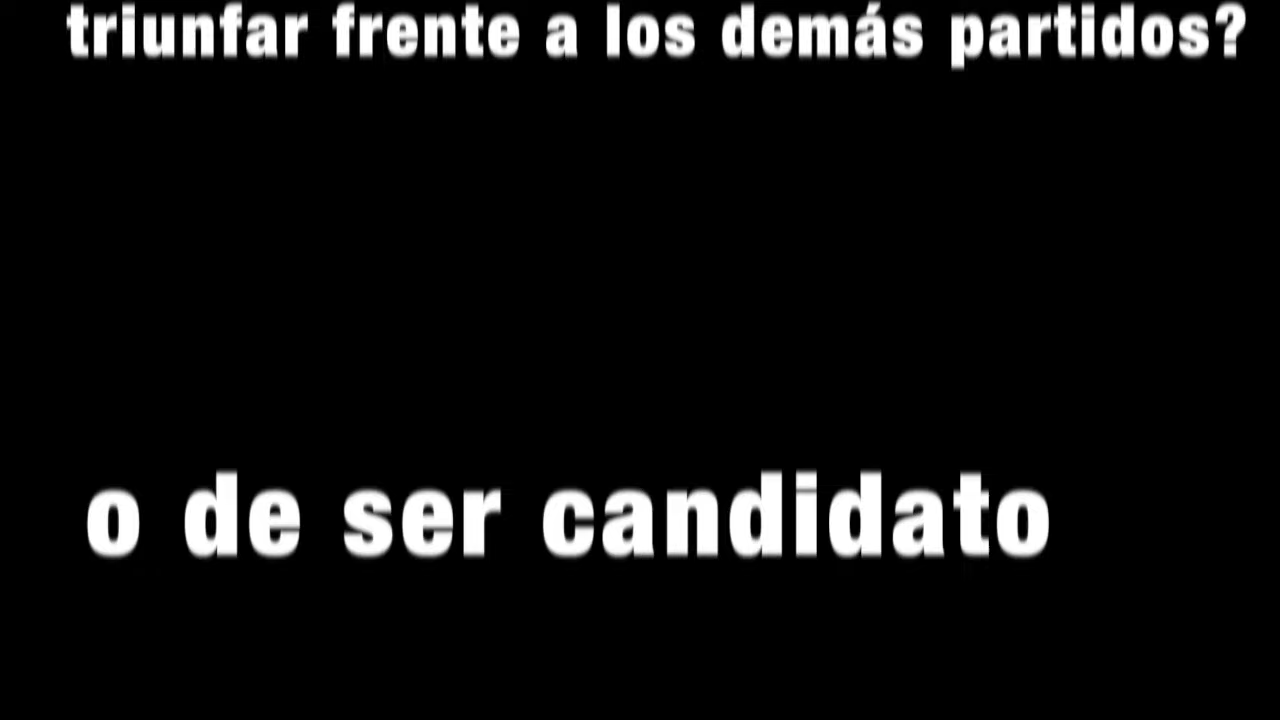 triunfar frente a los demás partidos?
o de ser candidato